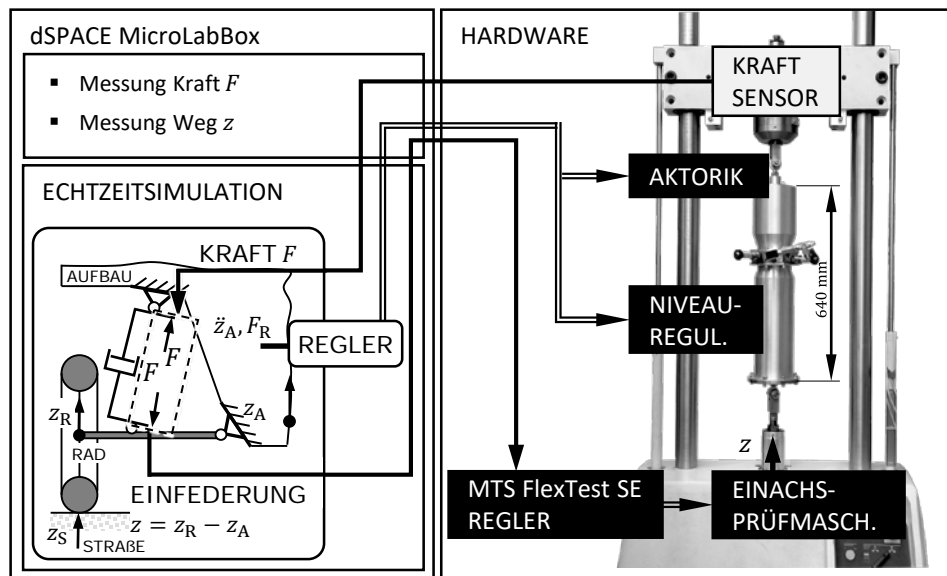 dSPACE MicroLabBox
▪ Messung Kraft F
▪ Messung Weg z
ECHTZEITSIMULATION
KRAFT F
AUFBAU
z̈A, FR
REGLER
F
F
zA
zR
RAD
EINFEDERUNG
z = zR − zA
zS
STRAßE
HARDWARE
KRAFT
SENSOR
AKTORIK
640 mm
NIVEAU-
REGUL.
z
MTS FlexTest SE
REGLER
EINACHS-
PRÜFMASCH.